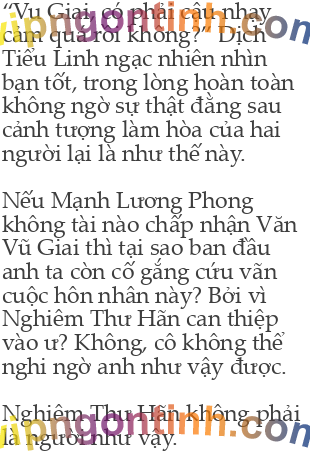 “Vu Giai, có phải cậu nhạy
cảm quá rồi không?” Dịch
Tiểu Linh ngạc nhiên nhìn
bạn tốt, trong lòng hoàn toàn
không ngờ sự thật đằng sau
cảnh tượng làm hòa của hai
người lại là như thế này.
Nếu Mạnh Lương Phong
không tài nào chấp nhận Văn
Vũ Giai thì tại sao ban đầu
anh ta còn cố gắng cứu vãn
cuộc hôn nhân này? Bởi vì
Nghiêm Thư Hãn can thiệp
vào ư? Không, cô không thể
nghi ngờ anh như vậy được.
Nghiêm Thư Hãn không phải
là người như vậy.
vipngontinh.com
vipngontinh.com